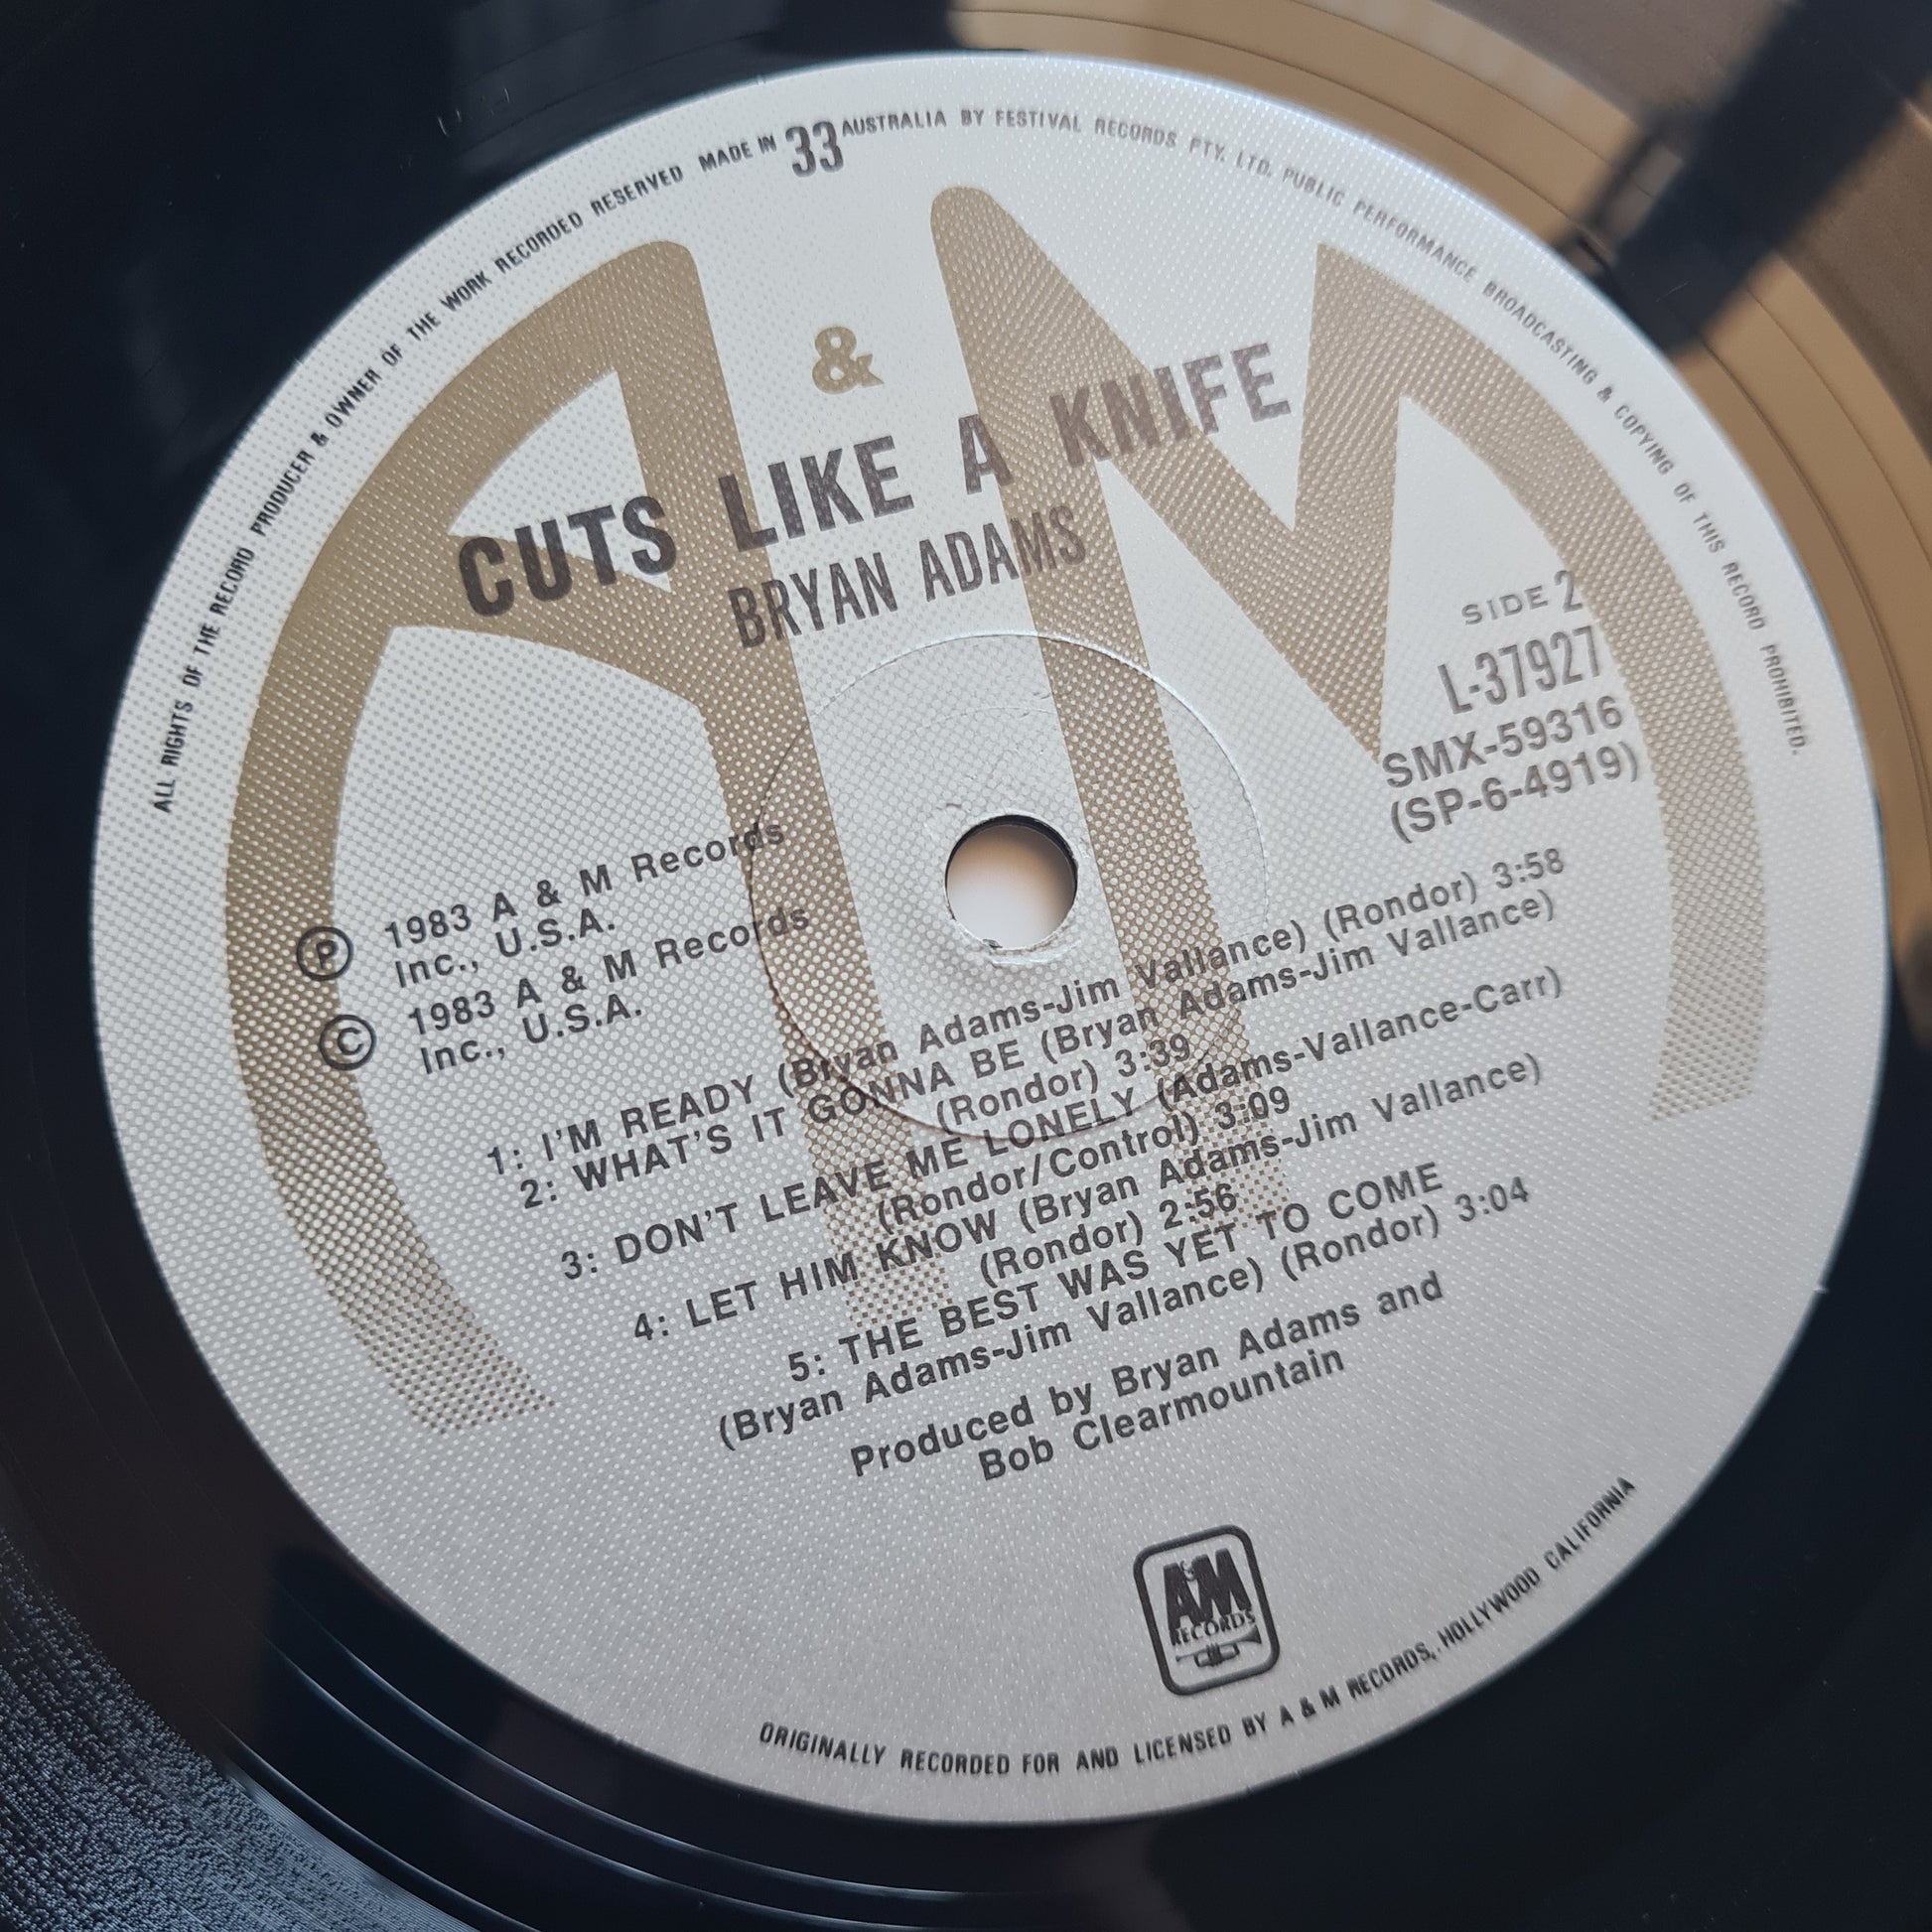 ALL RIGHTS OF THE RECORD PRODUCER & OWNER OF THE WORK RECORDED RESERVED MADE IN 33 AUSTRALIA BY FESTIVAL RECORDS PTY. LTD. PUBLIC PERFORMANCE BROADCASTING & COPYING OF THIS RECORD PROHIBITED.
A & M
CUTS LIKE A KNIFE
BRYAN ADAMS
SIDE 2
L-37927
SMX-59316
(SP-6-4919)
Ⓟ 1983 A & M Records
Inc., U.S.A.
© 1983 A & M Records
Inc., U.S.A.
1: I'M READY (Bryan Adams-Jim Vallance) (Rondor) 3:58
2: WHAT'S IT GONNA BE (Bryan Adams-Jim Vallance)
(Rondor) 3:39
3: DON'T LEAVE ME LONELY (Adams-Vallance-Carr)
(Rondor/Control) 3:09
4: LET HIM KNOW (Bryan Adams-Jim Vallance)
(Rondor) 2:56
5: THE BEST WAS YET TO COME
(Bryan Adams-Jim Vallance) (Rondor) 3:04
Produced by Bryan Adams and
Bob Clearmountain
A&M
RECORDS
ORIGINALLY RECORDED FOR AND LICENSED BY A & M RECORDS, HOLLYWOOD CALIFORNIA